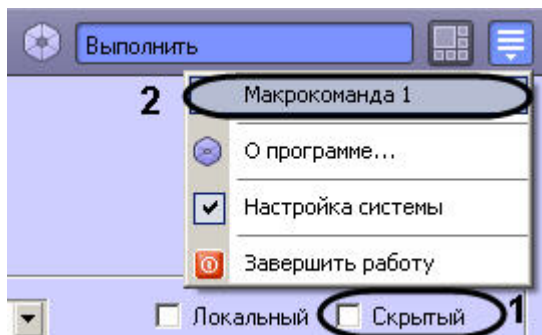 Выполнить
2 Макрокоманда 1
О программе...
Настройка системы
Завершить работу
Локальный Скрытый 1